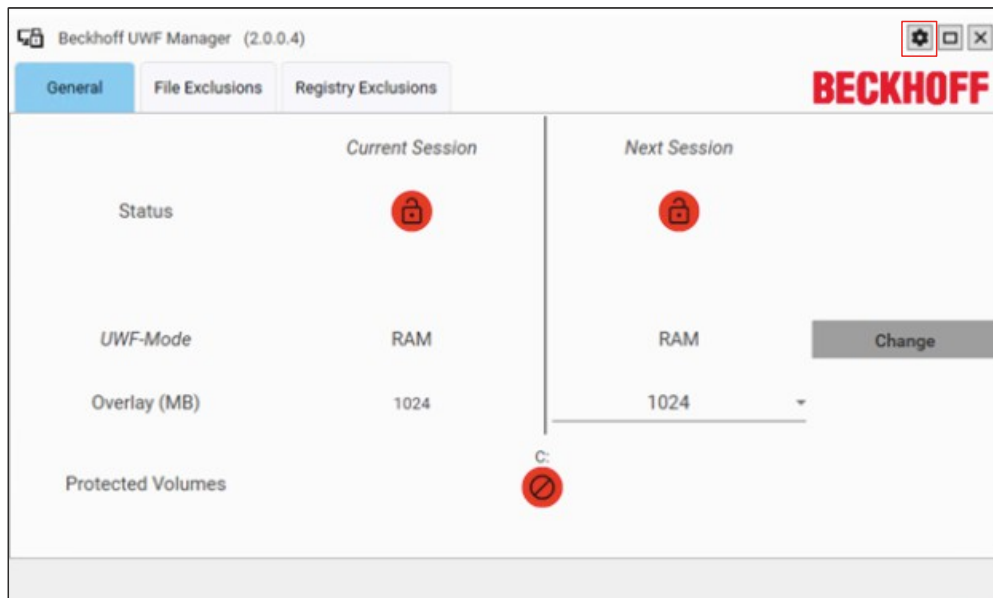 Beckhoff UWF Manager (2.0.0.4)
General File Exclusions Registry Exclusions BECKHOFF
Current Session Next Session
Status
UWF-Mode RAM RAM Change
Overlay (MB) 1024 1024
C:
Protected Volumes